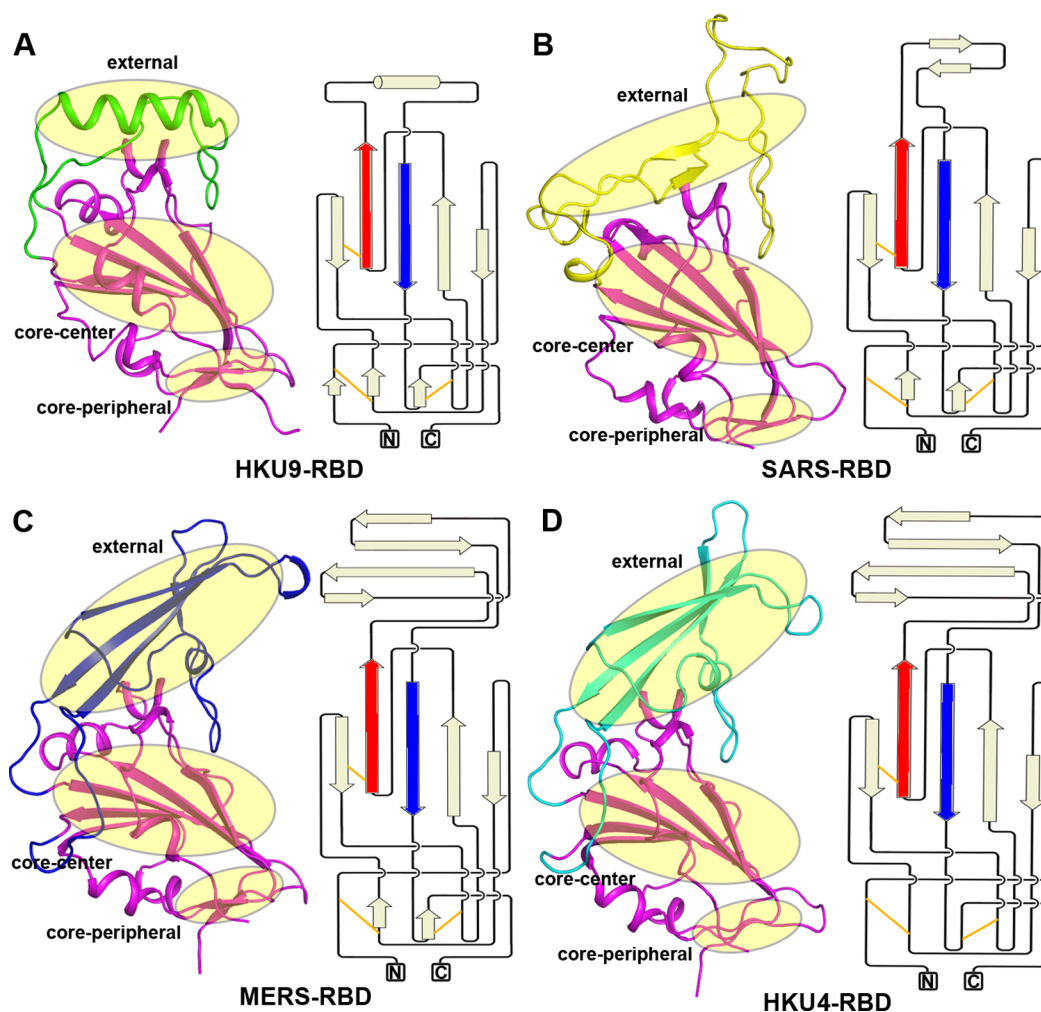 A
external
core-center
core-peripheral
N C
HKU9-RBD
B
external
core-center
core-peripheral
N C
SARS-RBD
C
external
core-center
core-peripheral
N C
MERS-RBD
D
external
core-center
core-peripheral
N C
HKU4-RBD